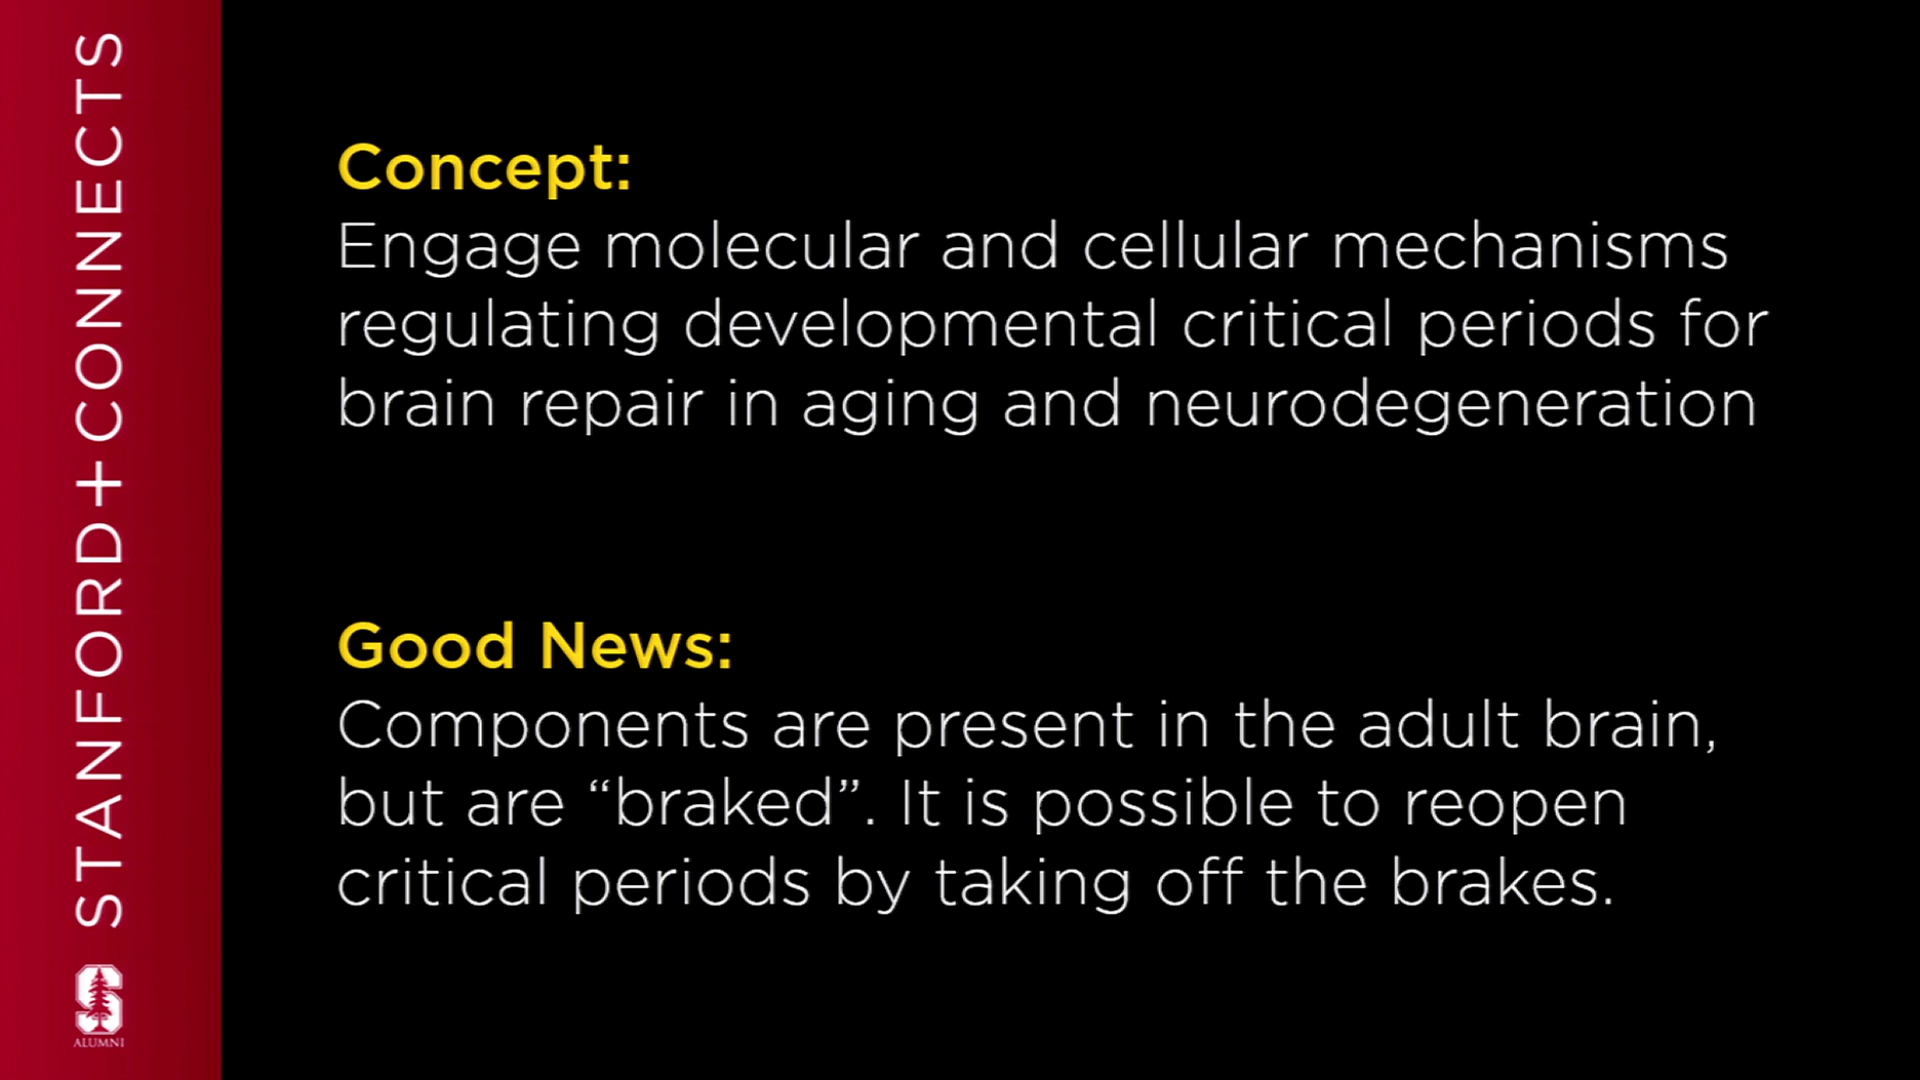 STANFORD+CONNECTS
S
ALUMNI
Concept:
Engage molecular and cellular mechanisms
regulating developmental critical periods for
brain repair in aging and neurodegeneration
Good News:
Components are present in the adult brain,
but are “braked”. It is possible to reopen
critical periods by taking off the brakes.